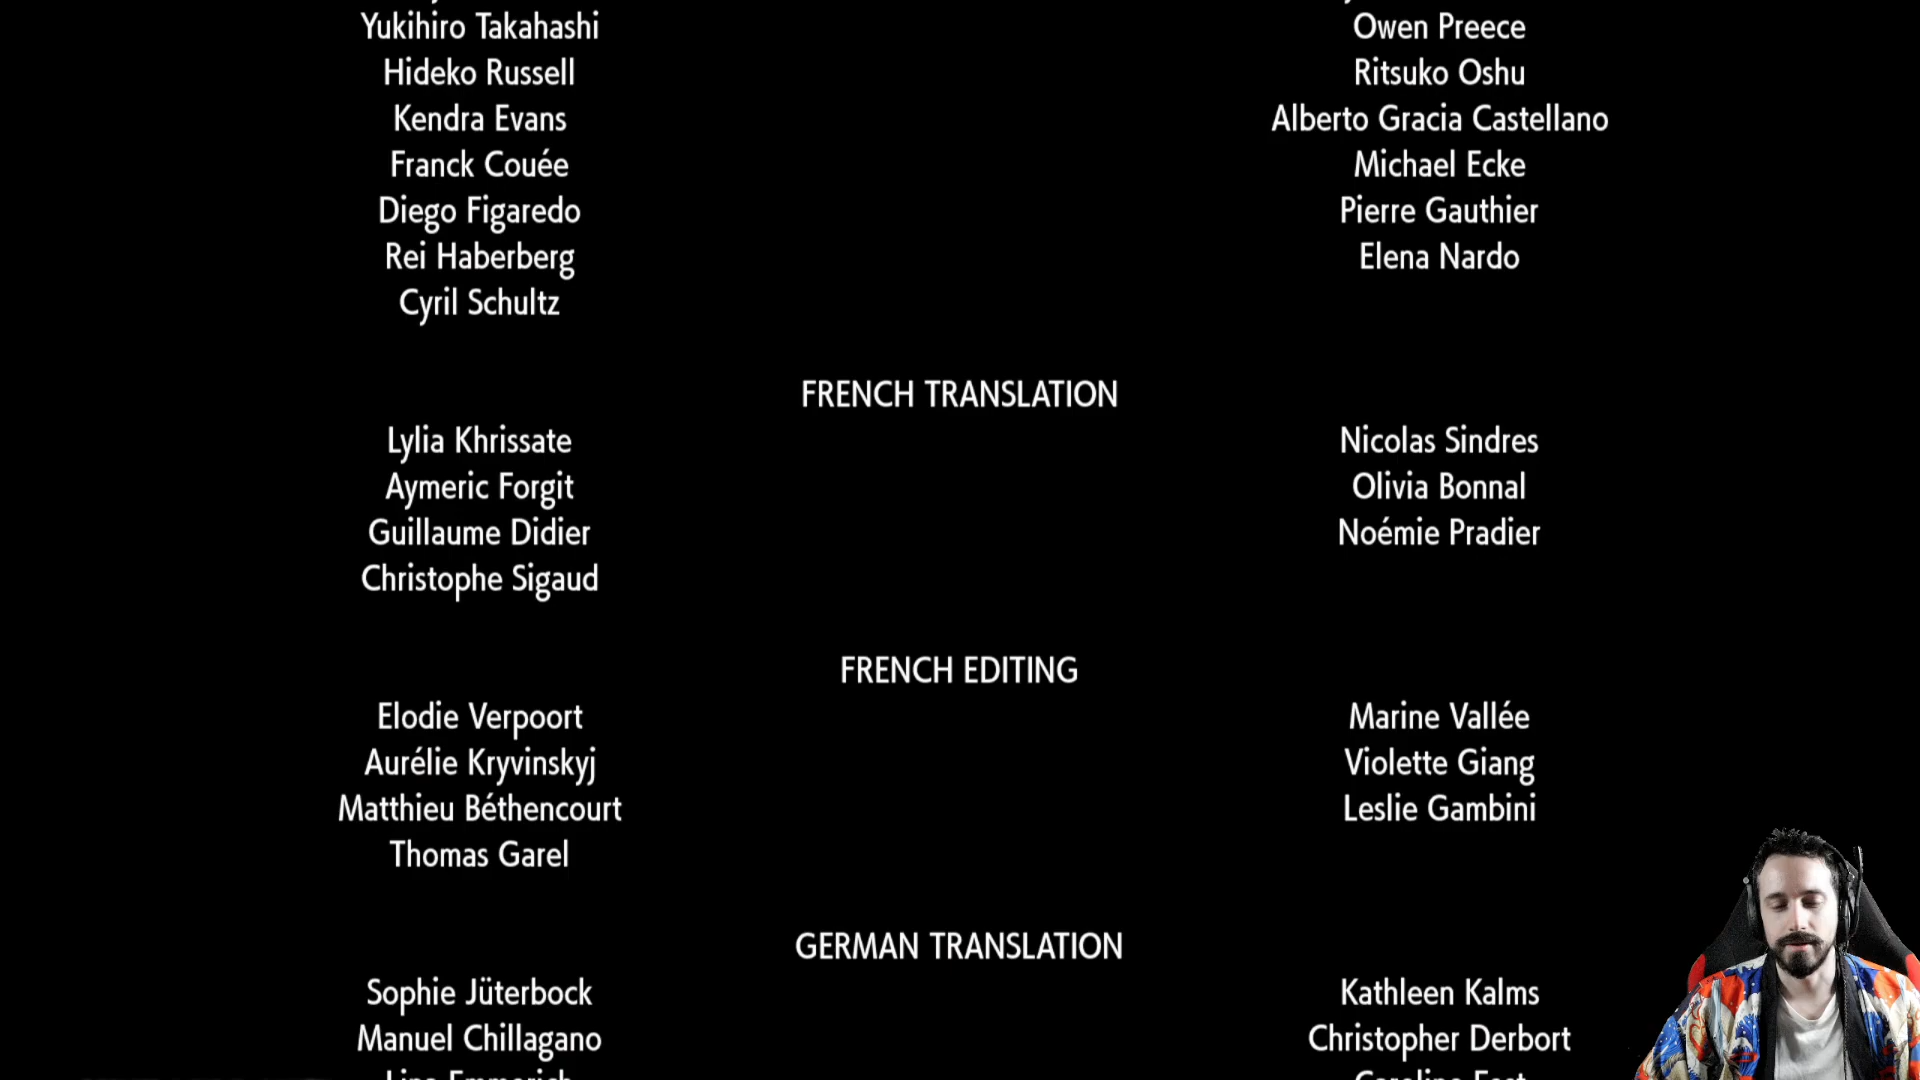 Yukihiro Takahashi
Owen Preece
Hideko Russell
Ritsuko Oshu
Kendra Evans
Alberto Gracia Castellano
Franck Couée
Michael Ecke
Diego Figaredo
Pierre Gauthier
Rei Haberberg
Elena Nardo
Cyril Schultz
FRENCH TRANSLATION
Lylia Khrissate
Nicolas Sindres
Aymeric Forgit
Olivia Bonnal
Guillaume Didier
Noémie Pradier
Christophe Sigaud
FRENCH EDITING
Elodie Verpoort
Marine Vallée
Aurélie Kryvinskyj
Violette Giang
Matthieu Béthencourt
Leslie Gambini
Thomas Garel
GERMAN TRANSLATION
Sophie Jüterbock
Kathleen Kalms
Manuel Chillagano
Christopher Derbort